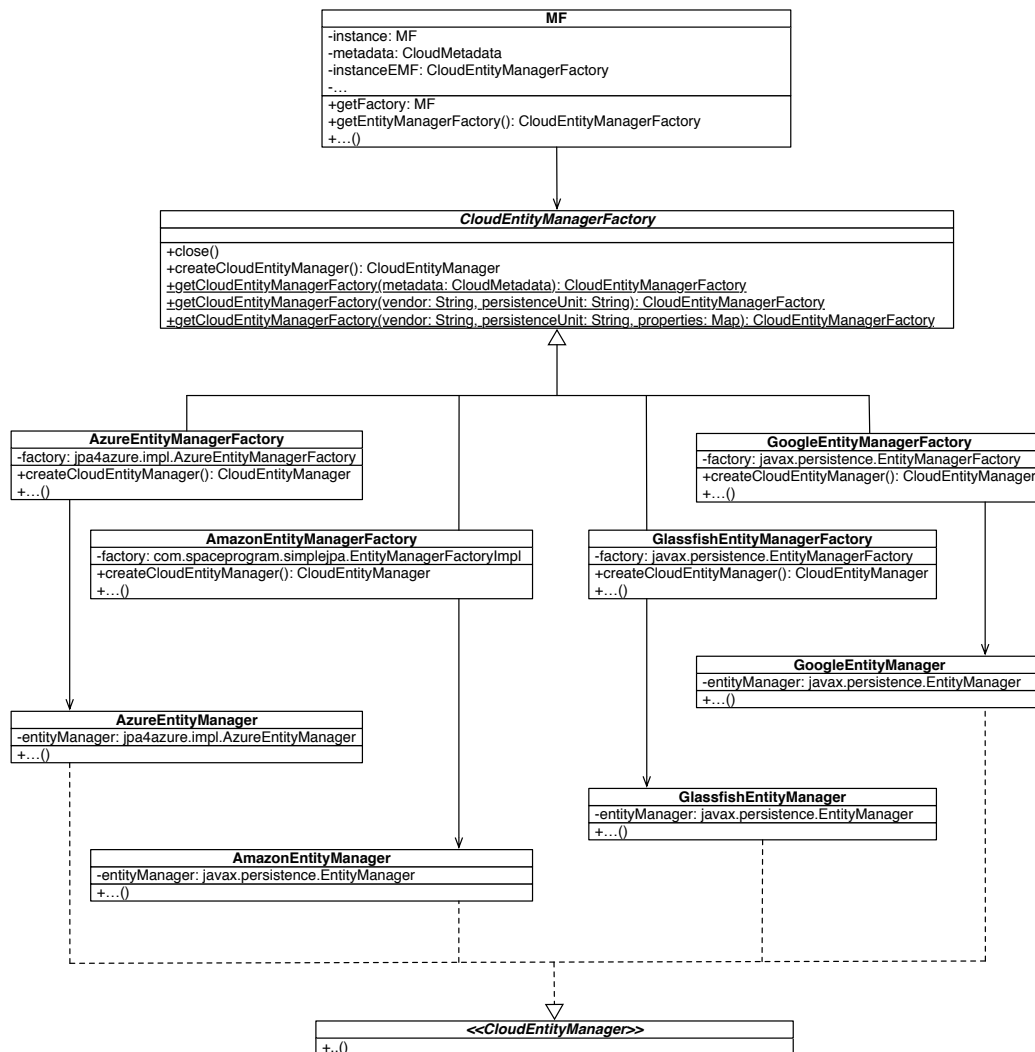 MF
-instance: MF
-metadata: CloudMetadata
-instanceEMF: CloudEntityManagerFactory
-...
+getFactory: MF
+getEntityManagerFactory(): CloudEntityManagerFactory
+...()
CloudEntityManagerFactory
+close()
+createCloudEntityManager(): CloudEntityManager
+getCloudEntityManagerFactory(metadata: CloudMetadata): CloudEntityManagerFactory
+getCloudEntityManagerFactory(vendor: String, persistenceUnit: String): CloudEntityManagerFactory
+getCloudEntityManagerFactory(vendor: String, persistenceUnit: String, properties: Map): CloudEntityManagerFactory
AzureEntityManagerFactory
-factory: jpa4azure.impl.AzureEntityManagerFactory
+createCloudEntityManager(): CloudEntityManager
+...()
GoogleEntityManagerFactory
-factory: javax.persistence.EntityManagerFactory
+createCloudEntityManager(): CloudEntityManager
+...()
AmazonEntityManagerFactory
-factory: com.spaceprogram.simplejpa.EntityManagerFactoryImpl
+createCloudEntityManager(): CloudEntityManager
+...()
GlassfishEntityManagerFactory
-factory: javax.persistence.EntityManagerFactory
+createCloudEntityManager(): CloudEntityManager
+...()
GoogleEntityManager
-entityManager: javax.persistence.EntityManager
+...()
AzureEntityManager
-entityManager: jpa4azure.impl.AzureEntityManager
+...()
GlassfishEntityManager
-entityManager: javax.persistence.EntityManager
+...()
AmazonEntityManager
-entityManager: javax.persistence.EntityManager
+...()
<<CloudEntityManager>>
+..()